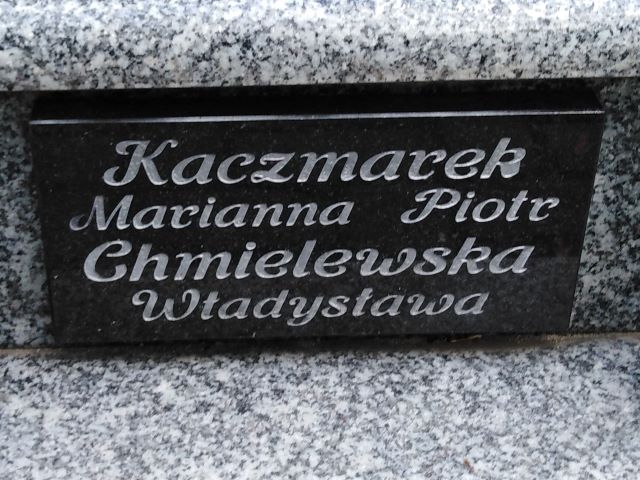 Kaczmarek
Marianna Piotr
Chmielewska
Władysława